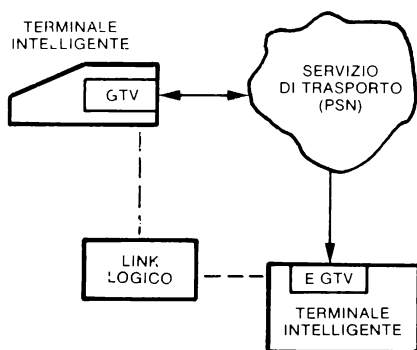 TERMINALE
INTELLIGENTE
GTV
SERVIZIO
DI TRASPORTO
(PSN)
LINK
LOGICO
E GTV
TERMINALE
INTELLIGENTE